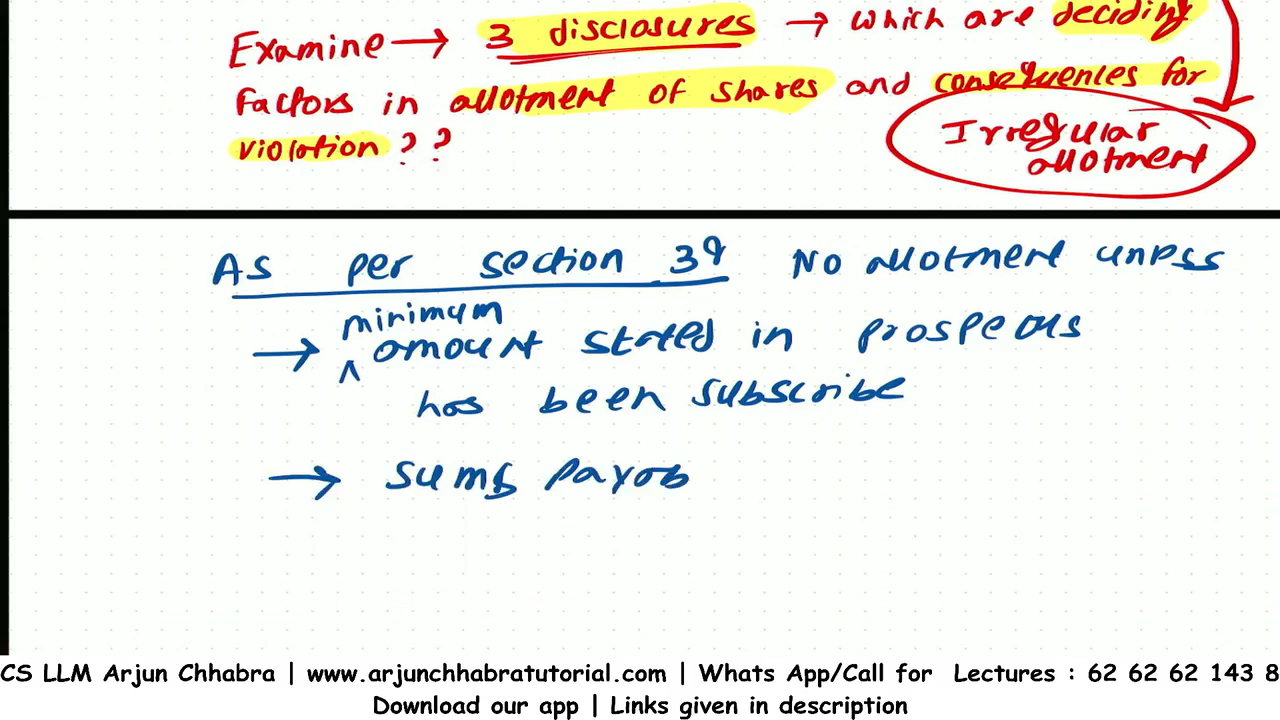 Examine → 3 disclosures → which are deciding
factors in allotment of shares and consequences for
violation ??
Irregular
allotment
As per section 39 No allotment unless
minimum
→ ^ amount stated in prospectus
has been subscribe
→ sums payab
CS LLM Arjun Chhabra | www.arjunchhabratutorial.com | Whats App/Call for Lectures : 62 62 62 143 8
Download our app | Links given in description